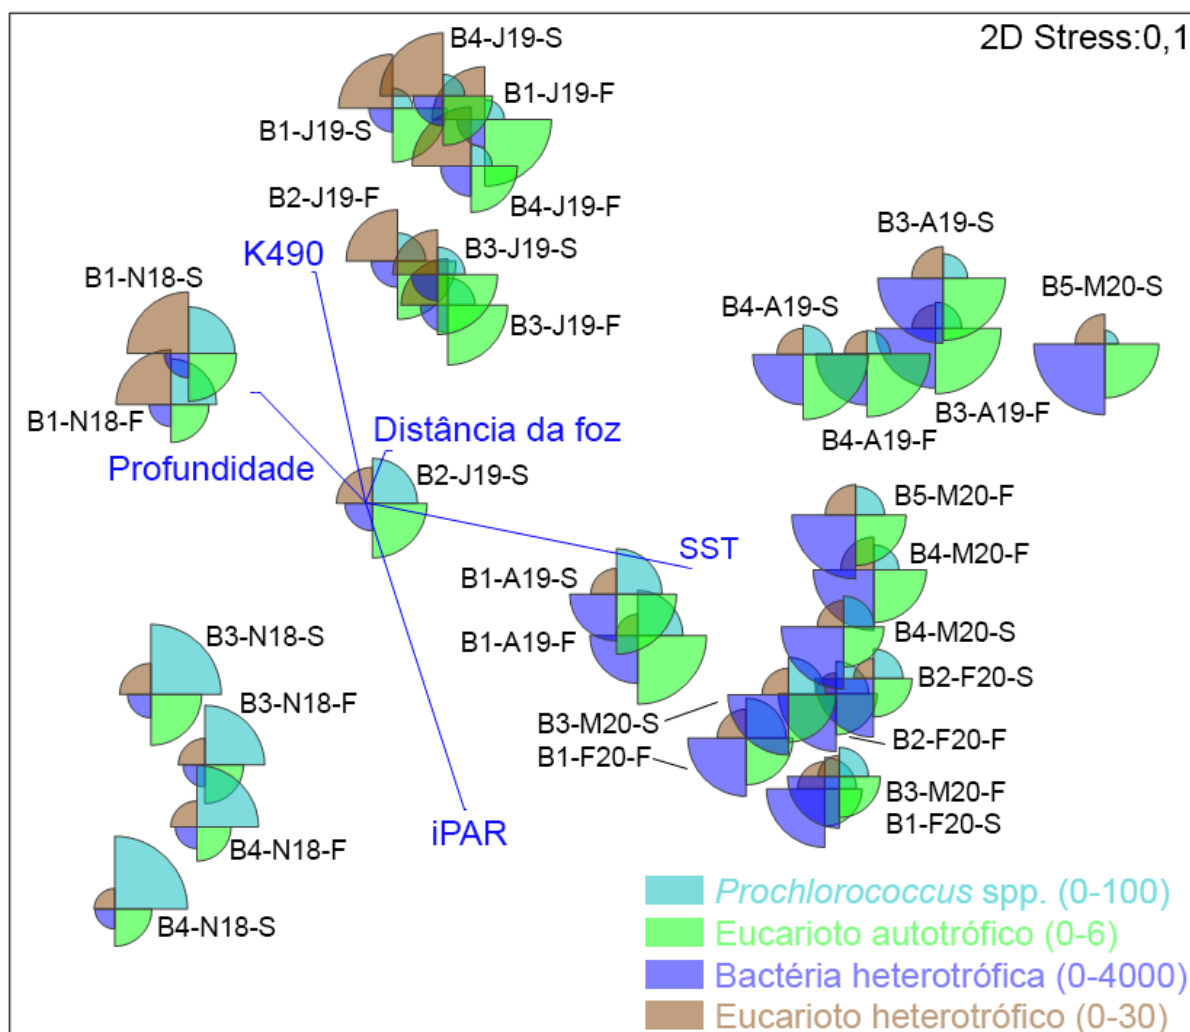 2D Stress:0,1
B4-J19-S
B1-J19-F
B1-J19-S
B4-J19-F
B2-J19-F
B3-J19-S
B3-J19-F
K490
B1-N18-S
B1-N18-F
B3-A19-S
B4-A19-S
B5-M20-S
B3-A19-F
B4-A19-F
Distância da foz
Profundidade
B2-J19-S
B5-M20-F
SST
B4-M20-F
B1-A19-S
B4-M20-S
B1-A19-F
B3-N18-S
B2-F20-S
B3-N18-F
B3-M20-S
B2-F20-F
B1-F20-F
B3-M20-F
B1-F20-S
iPAR
B4-N18-F
B4-N18-S
Prochlorococcus spp. (0-100)
Eucarioto autotrófico (0-6)
Bactéria heterotrófica (0-4000)
Eucarioto heterotrófico (0-30)